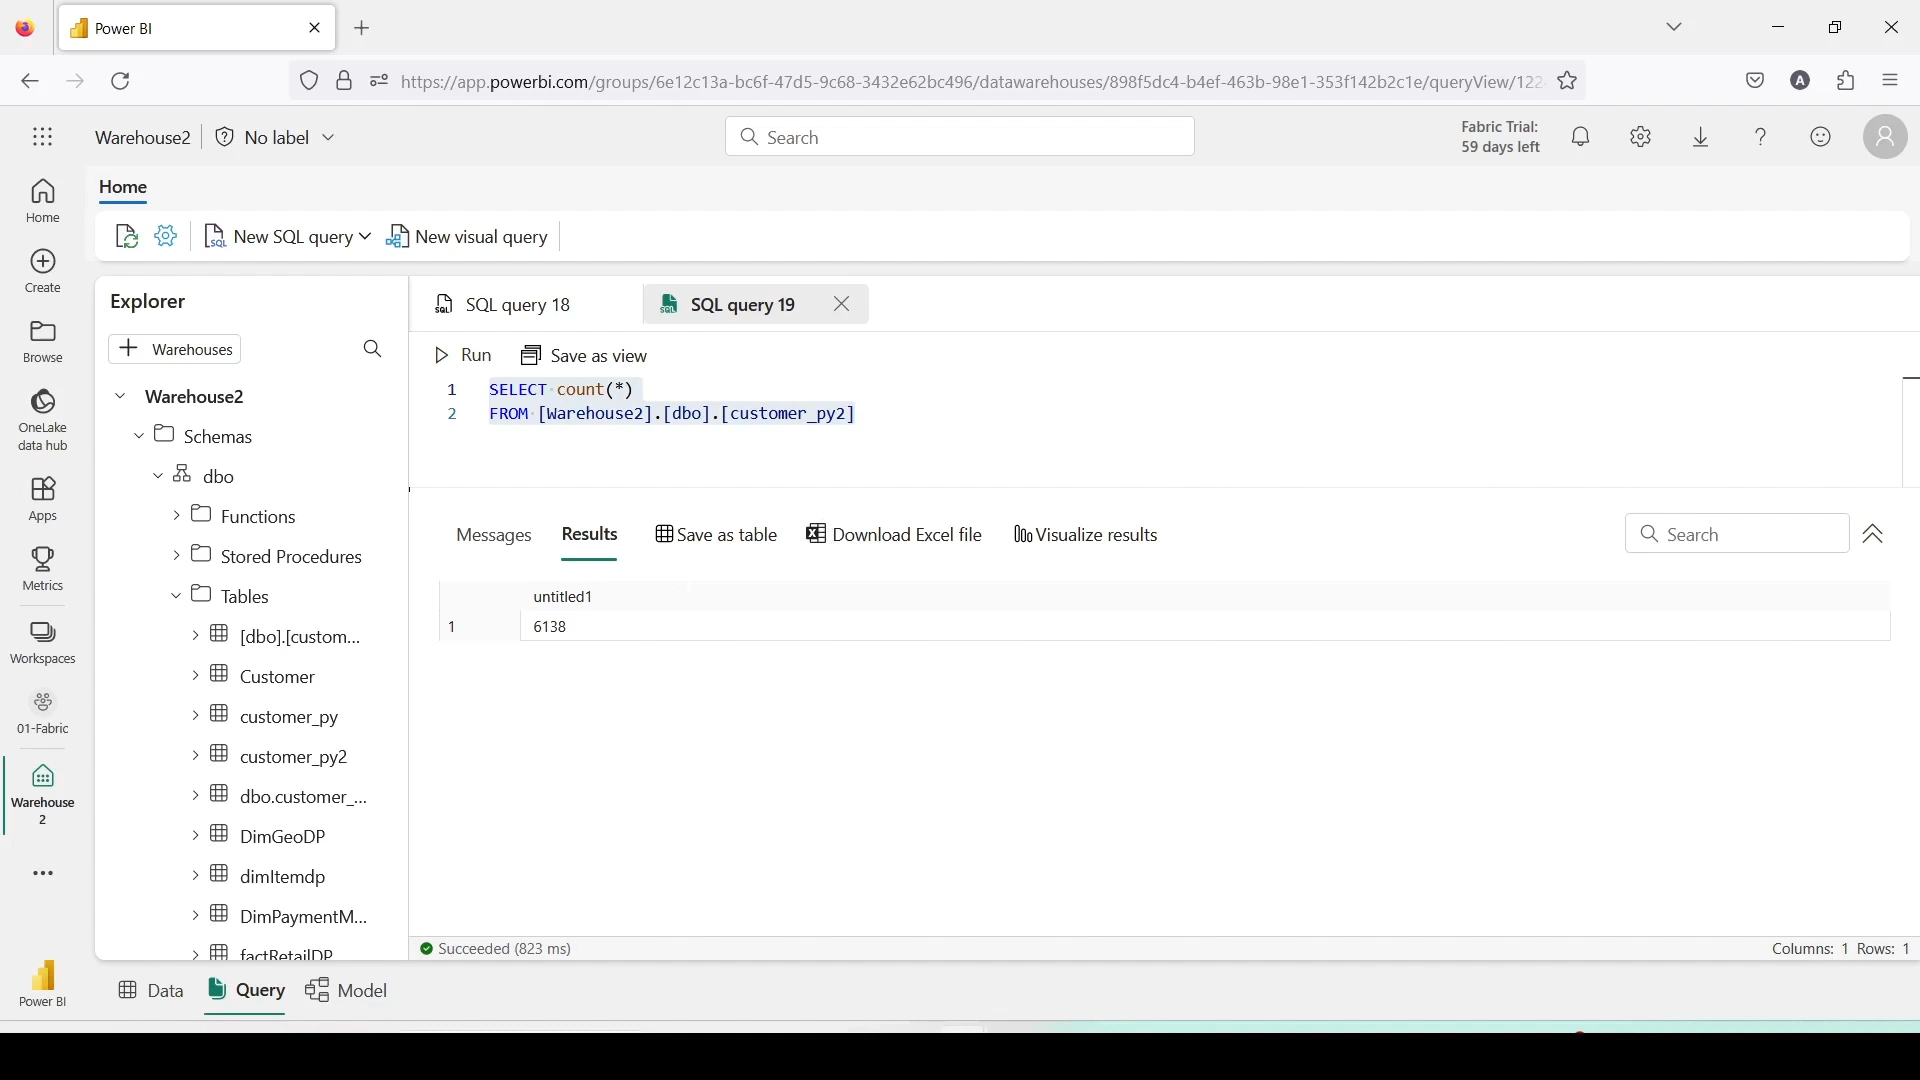 Power BI
https://app.powerbi.com/groups/6e12c13a-bc6f-47d5-9c68-3432e62bc496/datawarehouses/898f5dc4-b4ef-463b-98e1-353f142b2c1e/queryView/122
Warehouse2
No label
Search
Fabric Trial:
59 days left
Home
Home
New SQL query
New visual query
Create
Browse
OneLake
data hub
Apps
Metrics
Workspaces
01-Fabric
Warehouse
2
Power BI
Explorer
Warehouses
Warehouse2
Schemas
dbo
Functions
Stored Procedures
Tables
[dbo].[custom...
Customer
customer_py
customer_py2
dbo.customer_...
DimGeoDP
dimItemdp
DimPaymentM...
factRetailDP
SQL query 18
SQL query 19
Run
Save as view
1 SELECT count(*)
2 FROM [Warehouse2].[dbo].[customer_py2]
Messages
Results
Save as table
Download Excel file
Visualize results
Search
untitled1
1 6138
Succeeded (823 ms)
Columns: 1 Rows: 1
Data
Query
Model